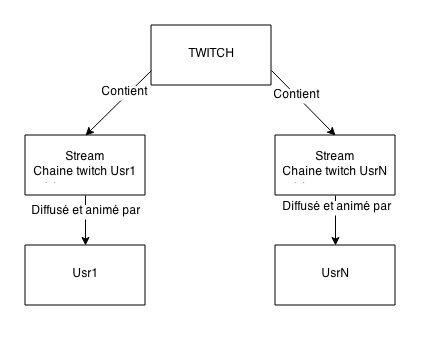 TWITCH
Contient
Contient
Stream
Chaine twitch Usr1
Stream
Chaine twitch UsrN
Diffusé et animé par
Diffusé et animé par
Usr1
UsrN